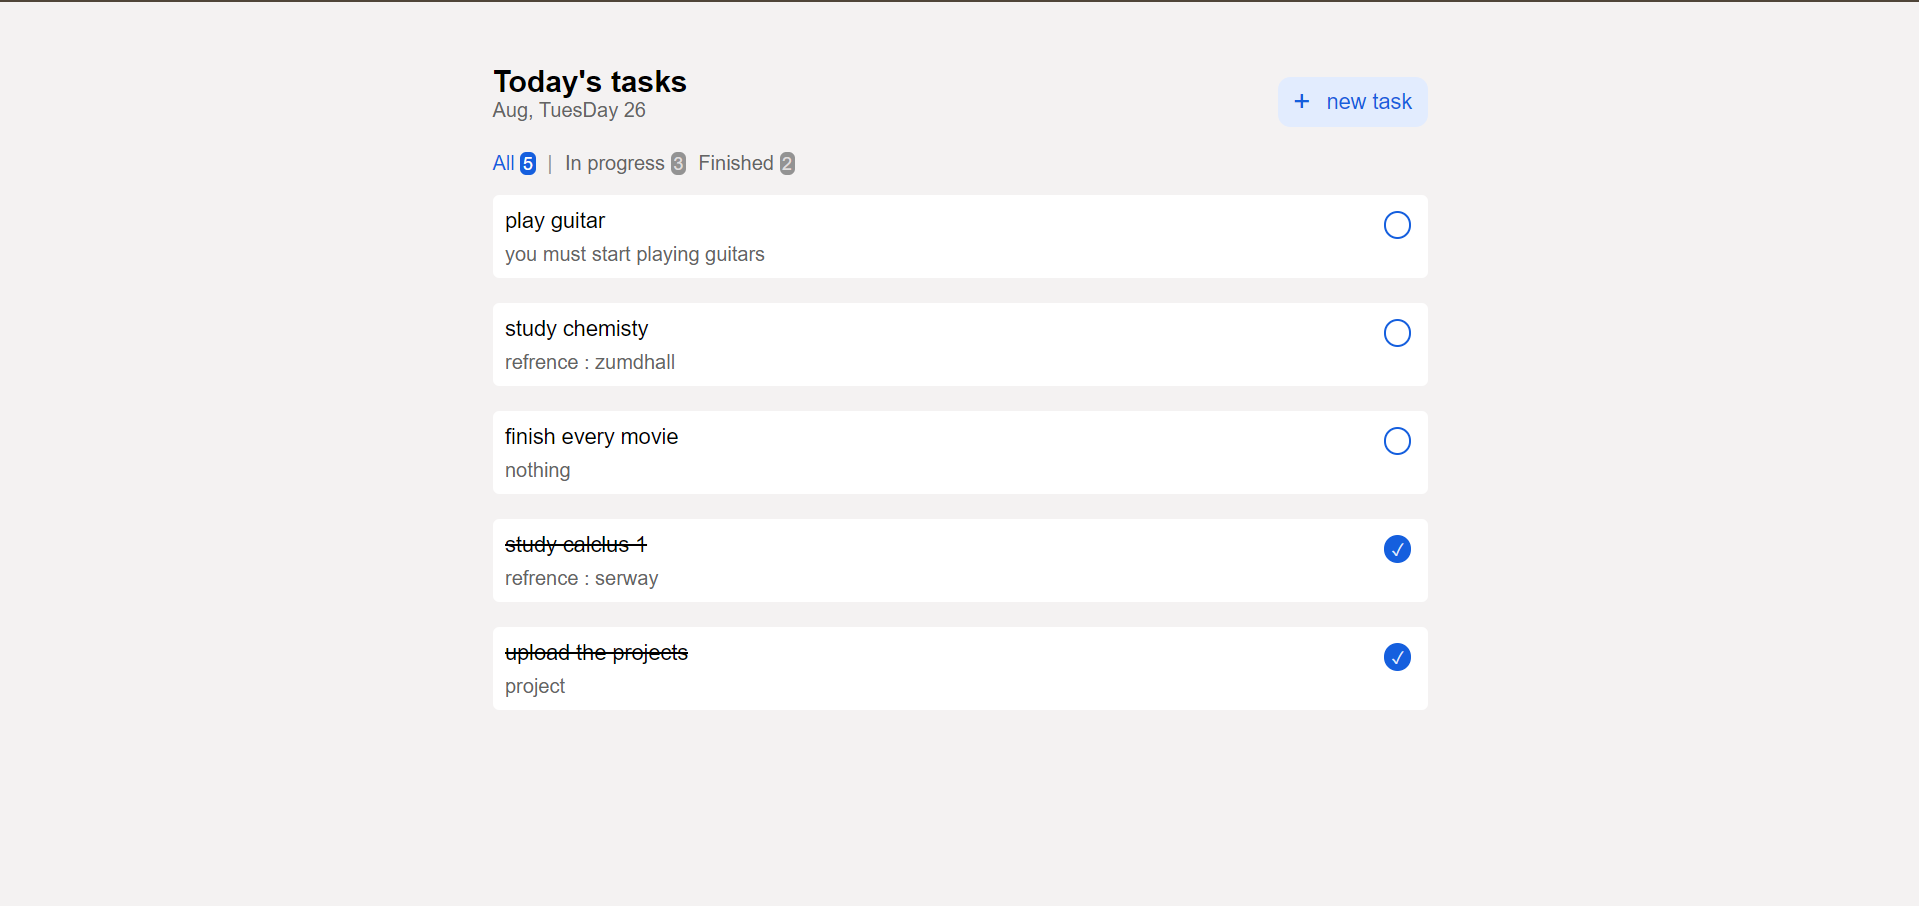 Today's tasks
Aug, TuesDay 26
+ new task
All 5 | In progress 3 Finished 2
play guitar
you must start playing guitars
study chemisty
refrence : zumdhall
finish every movie
nothing
study calclus 1
refrence : serway
upload the projects
project